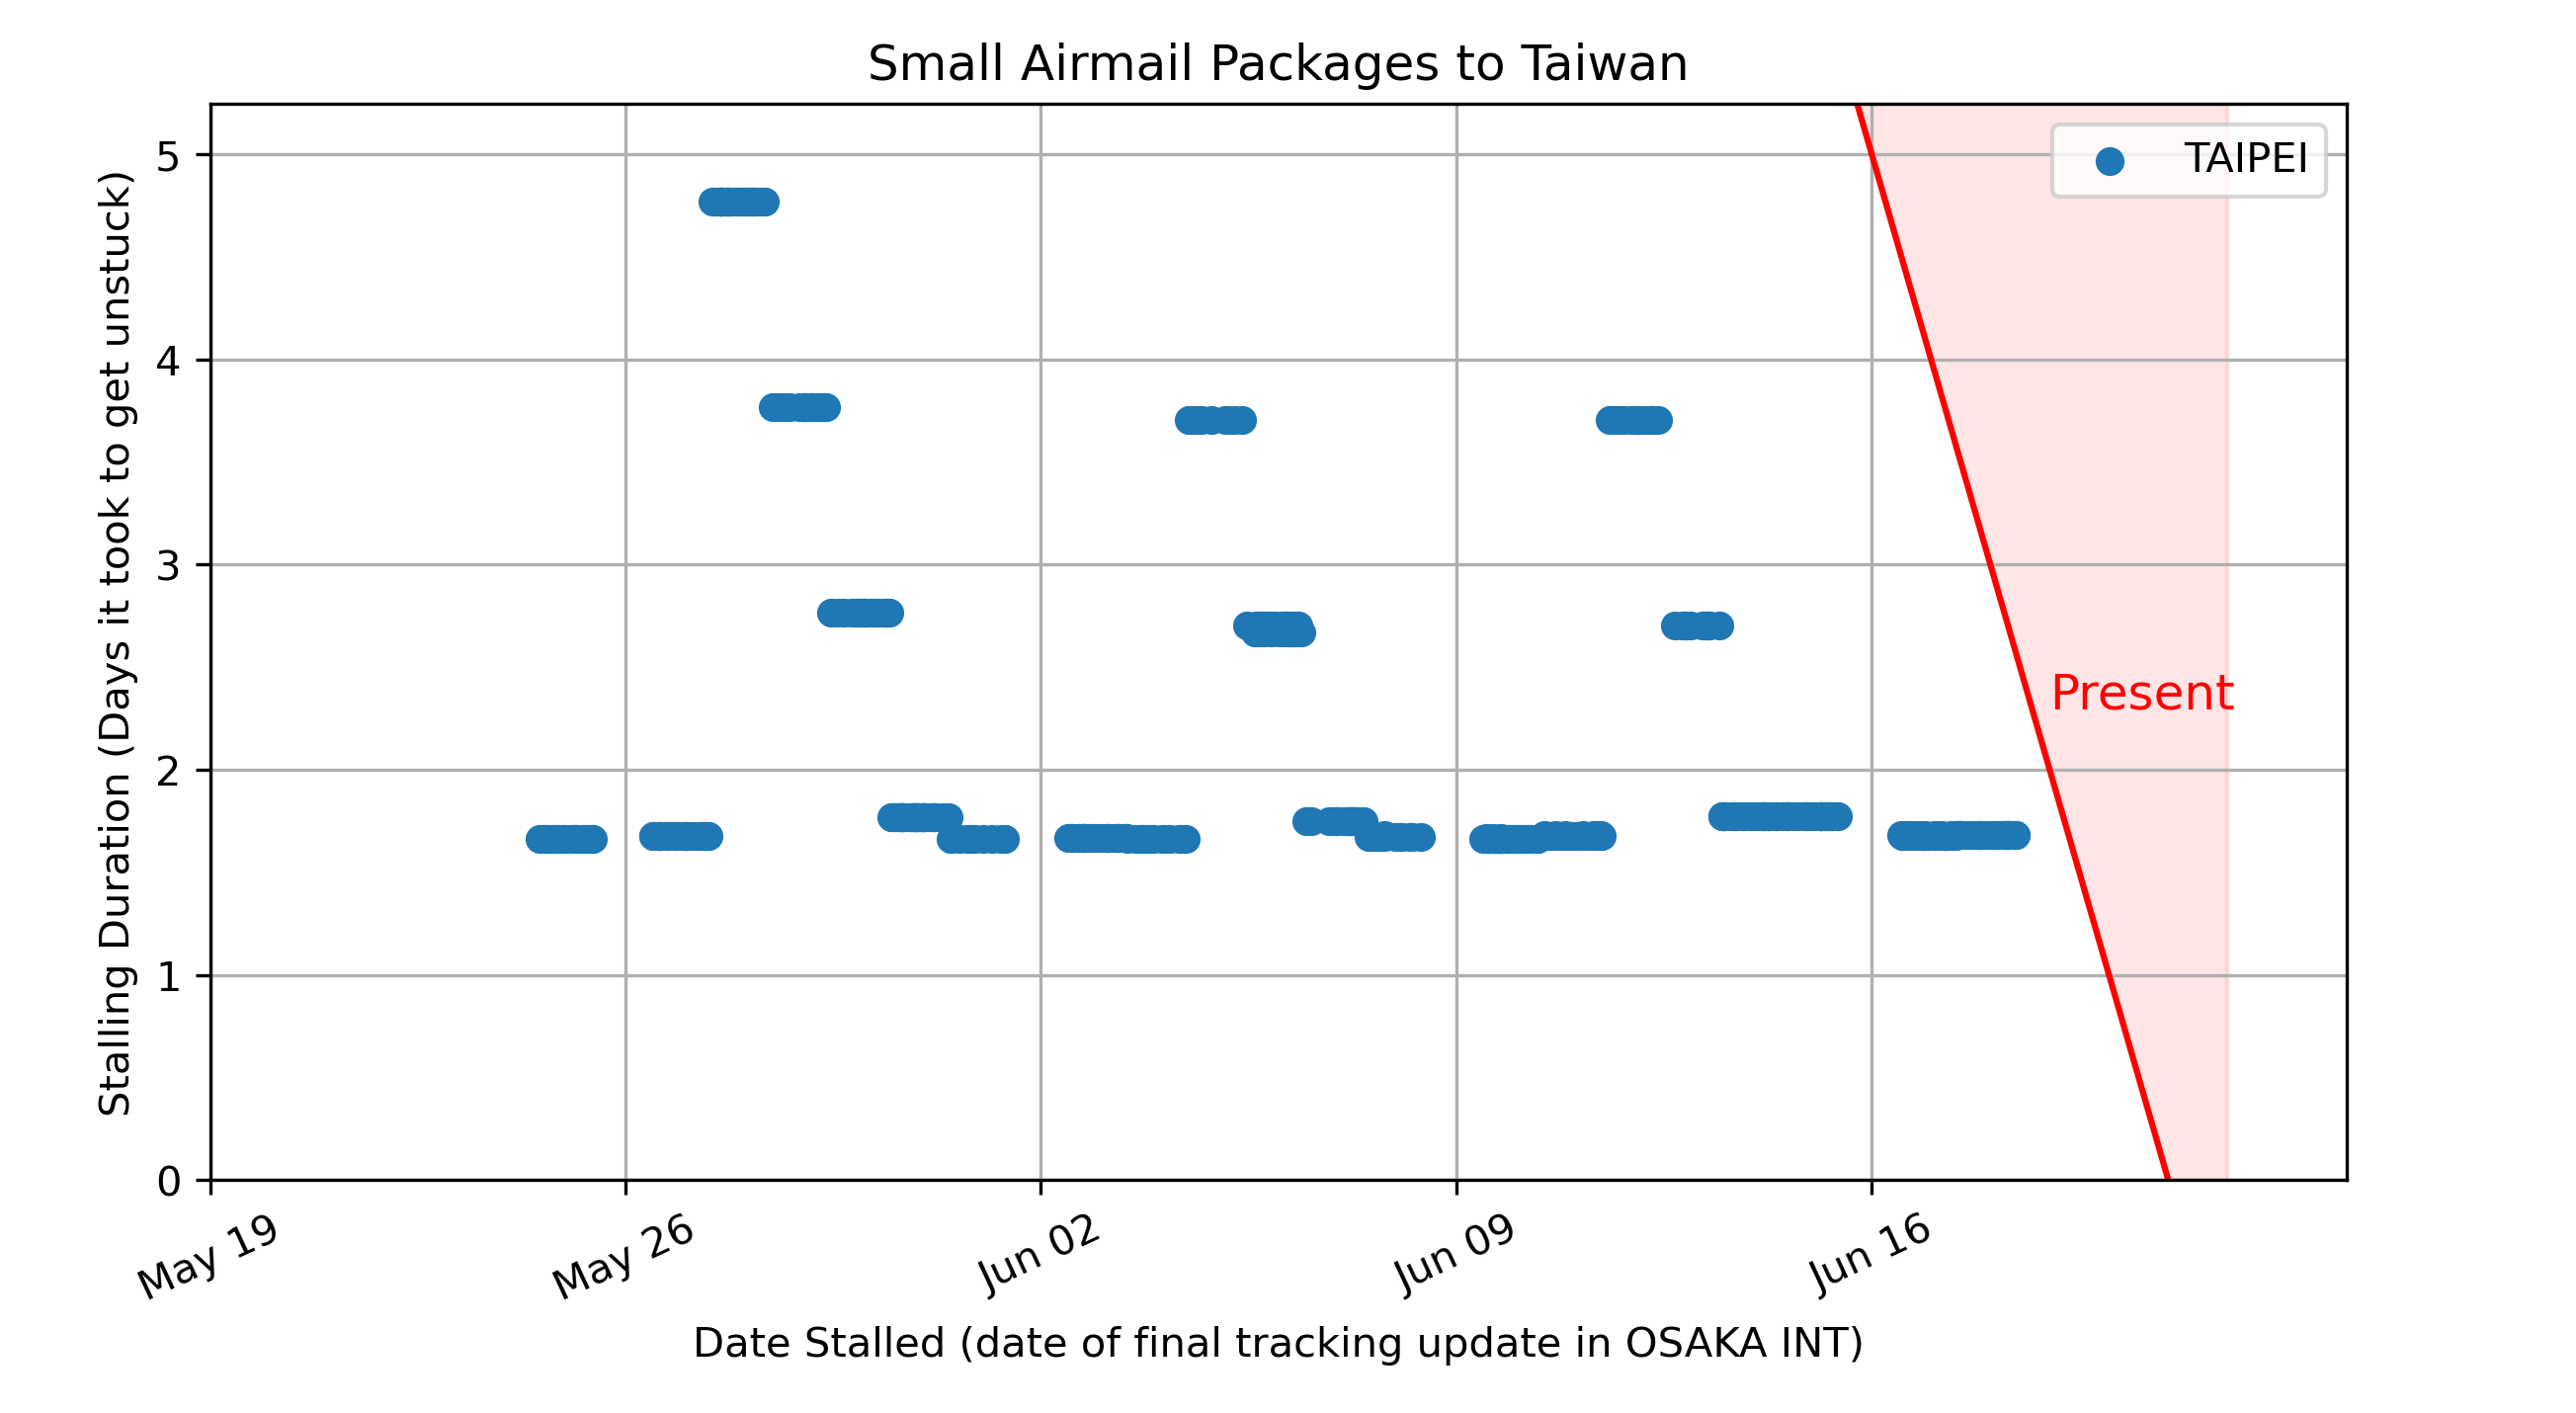 Small Airmail Packages to Taiwan
TAIPEI
Stalling Duration (Days it took to get unstuck)
5
4
3
2
1
0
Present
May 19
May 26
Jun 02
Jun 09
Jun 16
Date Stalled (date of final tracking update in OSAKA INT)